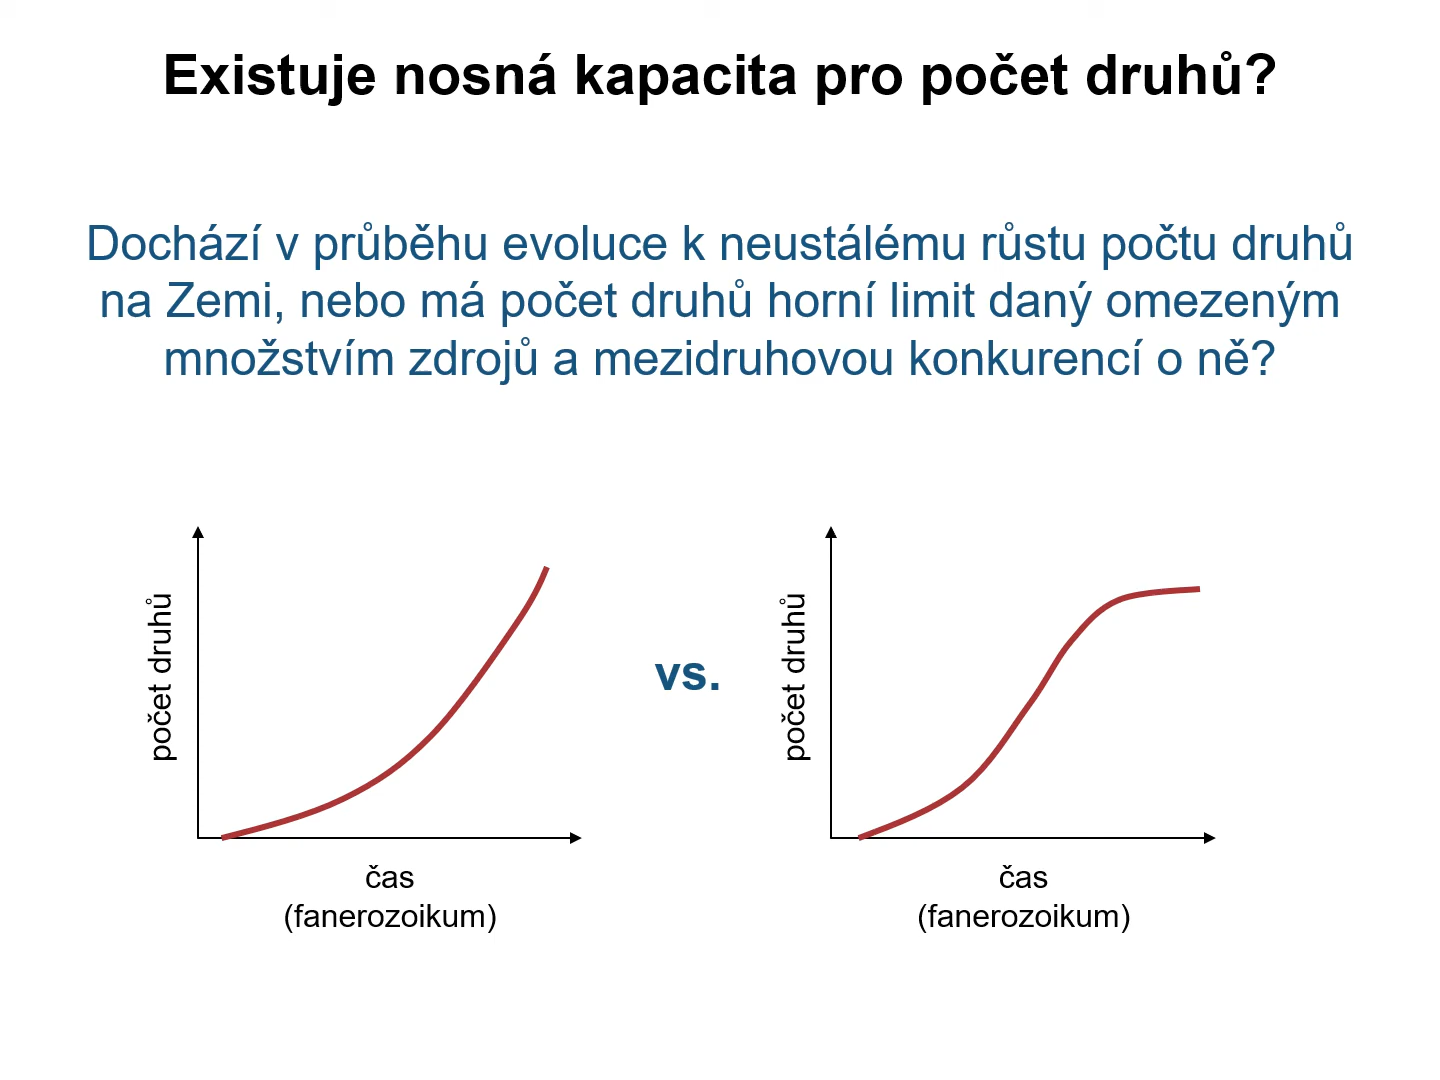 Existuje nosná kapacita pro počet druhů?
Dochází v průběhu evoluce k neustálému růstu počtu druhů
na Zemi, nebo má počet druhů horní limit daný omezeným
množstvím zdrojů a mezidruhovou konkurencí o ně?
počet druhů
čas
(fanerozoikum)
vs.
počet druhů
čas
(fanerozoikum)